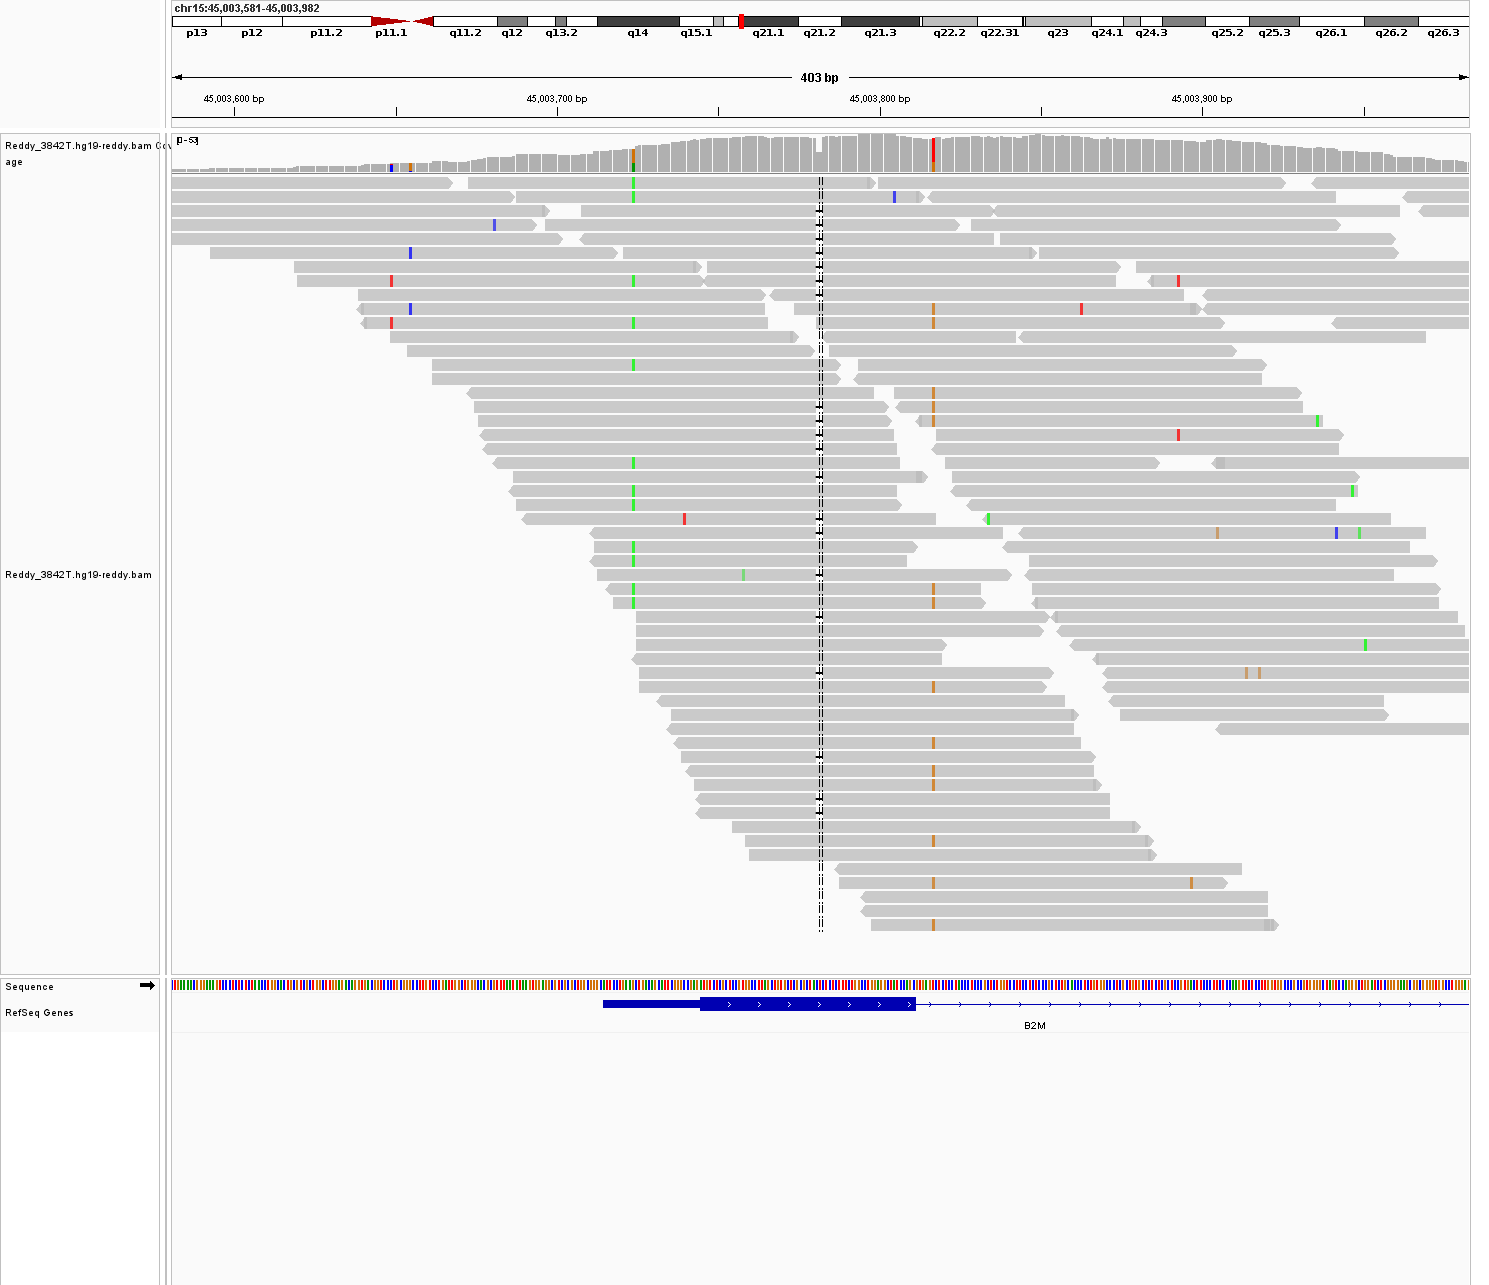 chr15:45,003,581-45,003,982
p13 p12 p11.2 p11.1 q11.2 q12 q13.2 q14 q15.1 q21.1 q21.2 q21.3 q22.2 q22.31 q23 q24.1 q24.3 q25.2 q25.3 q26.1 q26.2 q26.3
403 bp
45,003,600 bp 45,003,700 bp 45,003,800 bp 45,003,900 bp
[0-53]
Reddy_3842T.hg19-reddy.bam Cov
age
Reddy_3842T.hg19-reddy.bam
Sequence
RefSeq Genes
B2M